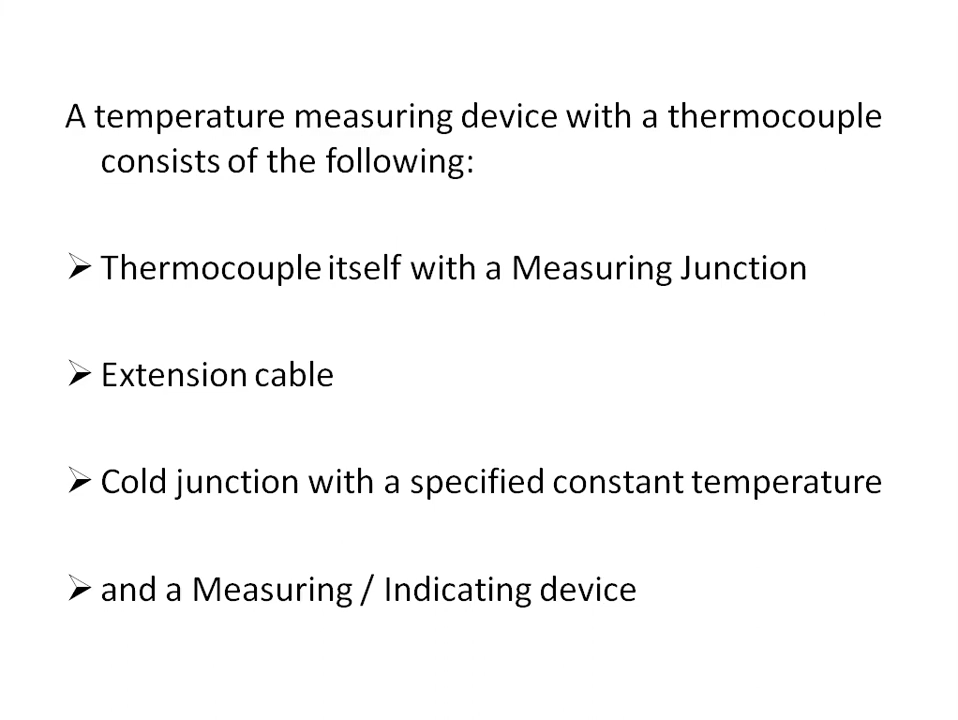 A temperature measuring device with a thermocouple
consists of the following:
➢ Thermocouple itself with a Measuring Junction
➢ Extension cable
➢ Cold junction with a specified constant temperature
➢ and a Measuring / Indicating device